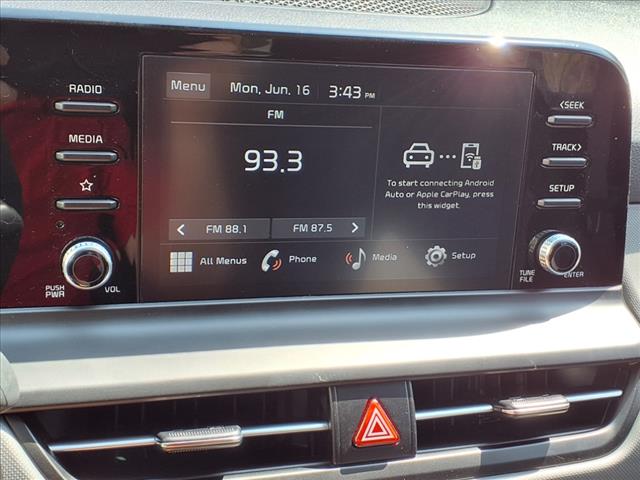 RADIO
MEDIA
PUSH
PWR
VOL
Menu Mon, Jun. 16 3:43 PM
FM
93.3
To start connecting Android
Auto or Apple CarPlay, press
this widget.
< FM 88.1 FM 87.5 >
All Menus Phone Media Setup
<SEEK
TRACK>
SETUP
TUNE
FILE
ENTER